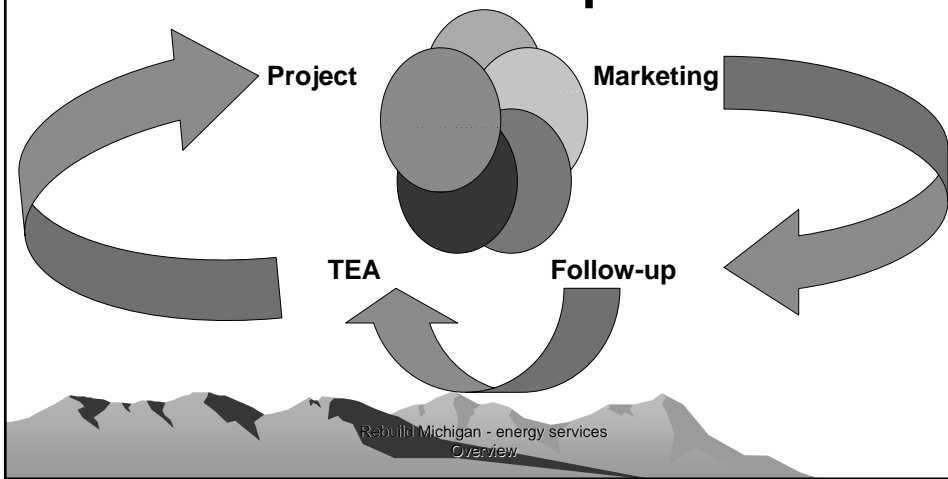 Project
Marketing
TEA
Follow-up
Rebuild Michigan - energy services
Overview